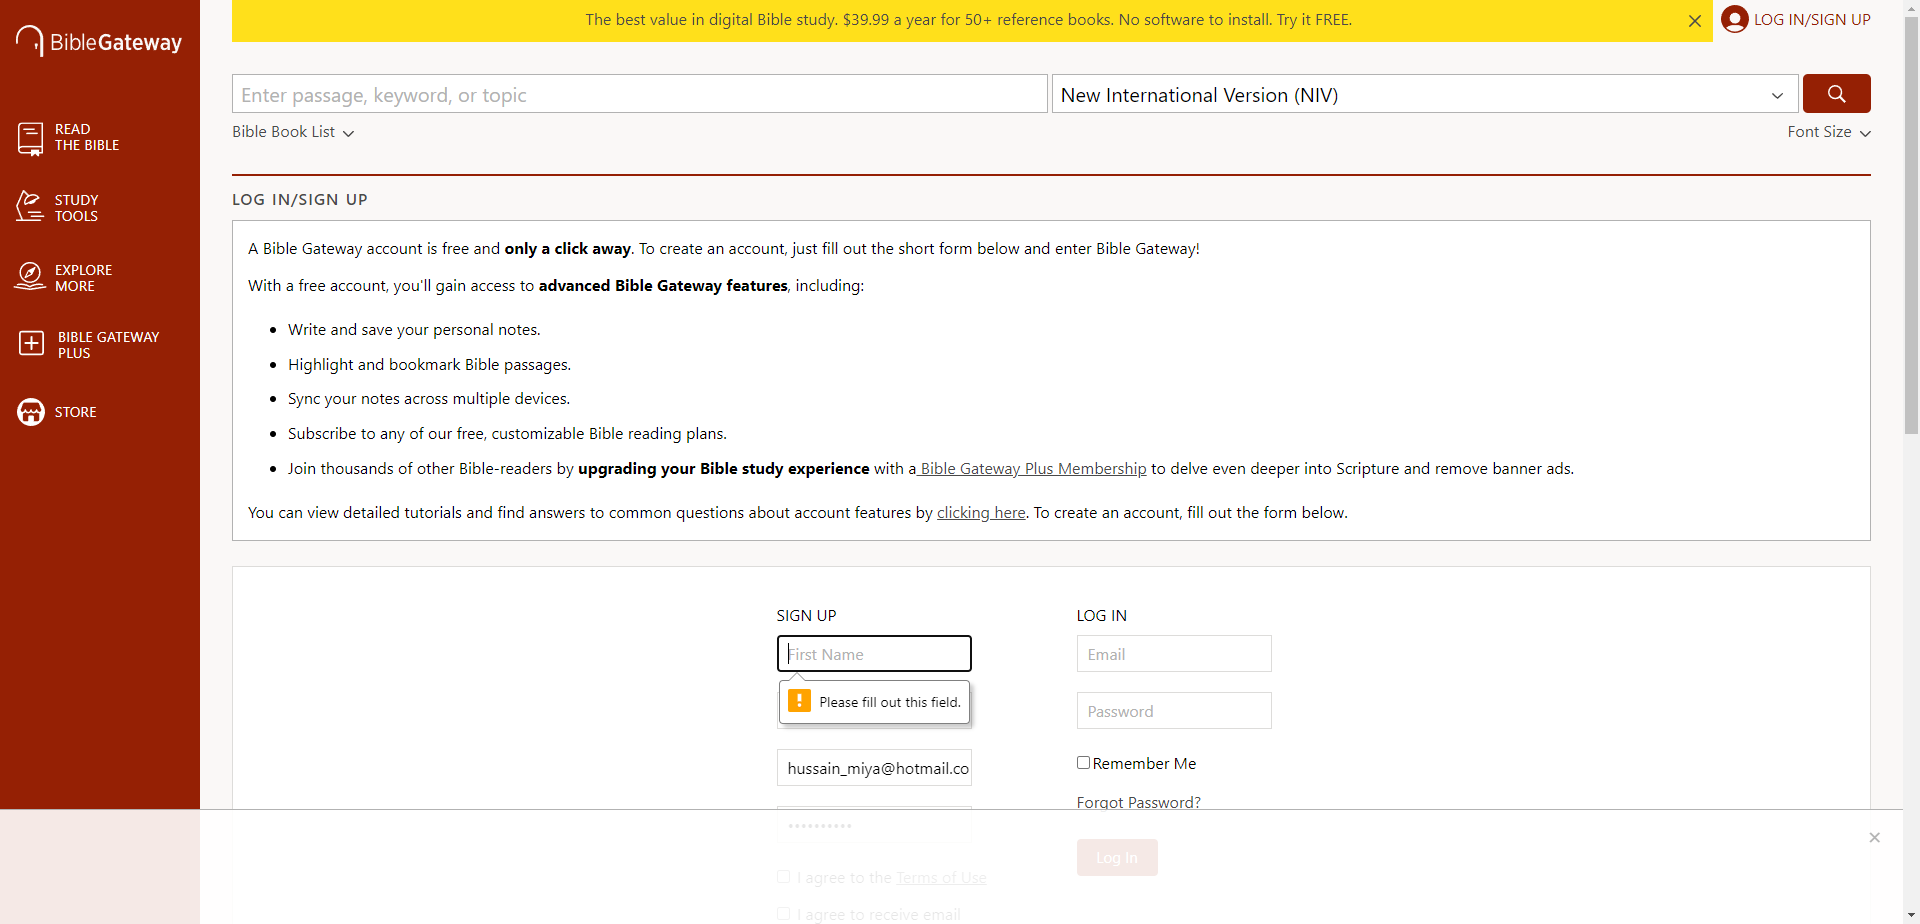 The best value in digital Bible study. $39.99 a year for 50+ reference books. No software to install. Try it FREE.
LOG IN/SIGN UP
BibleGateway
Enter passage, keyword, or topic
New International Version (NIV)
Bible Book List
Font Size
READ
THE BIBLE
STUDY
TOOLS
EXPLORE
MORE
BIBLE GATEWAY
PLUS
STORE
LOG IN/SIGN UP
A Bible Gateway account is free and only a click away. To create an account, just fill out the short form below and enter Bible Gateway!
With a free account, you'll gain access to advanced Bible Gateway features, including:
Write and save your personal notes.
Highlight and bookmark Bible passages.
Sync your notes across multiple devices.
Subscribe to any of our free, customizable Bible reading plans.
Join thousands of other Bible-readers by upgrading your Bible study experience with a Bible Gateway Plus Membership to delve even deeper into Scripture and remove banner ads.
You can view detailed tutorials and find answers to common questions about account features by clicking here. To create an account, fill out the form below.
SIGN UP
First Name
Please fill out this field.
hussain_miya@hotmail.co
I agree to the Terms of Use
I agree to receive email
LOG IN
Email
Password
Remember Me
Forgot Password?
Log In